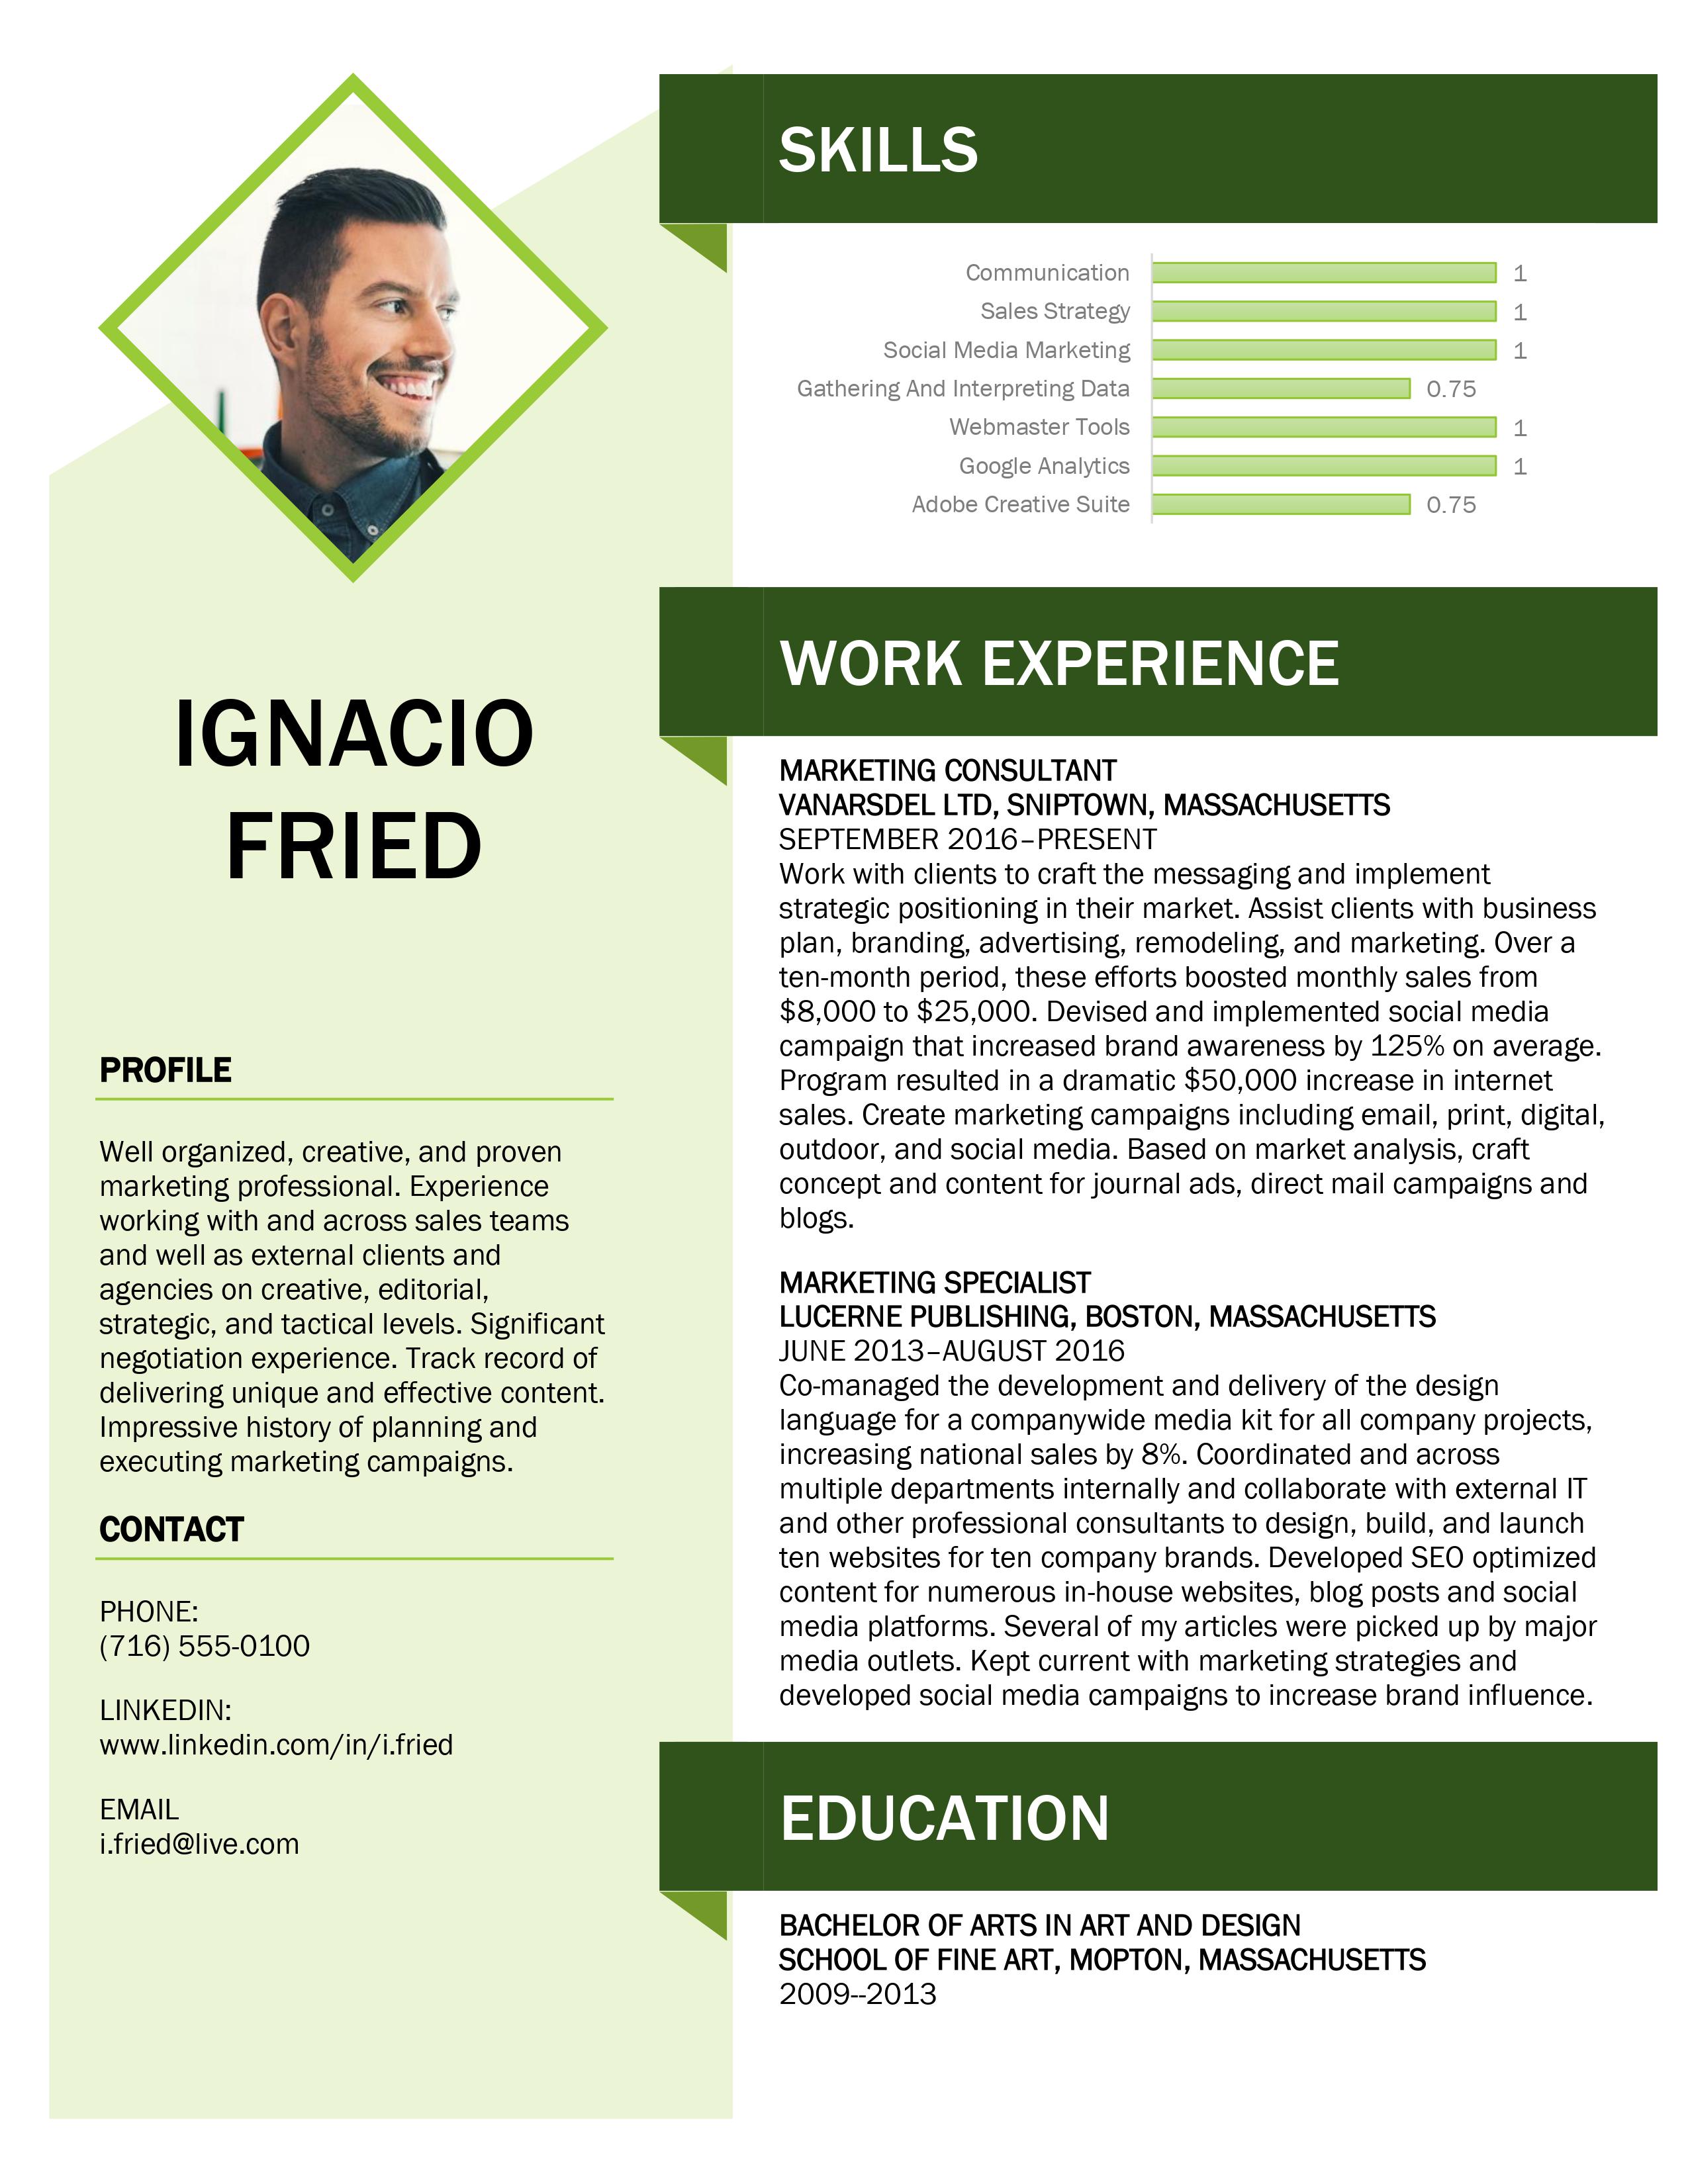 IGNACIO
FRIED
PROFILE
Well organized, creative, and proven
marketing professional. Experience
working with and across sales teams
and well as external clients and
agencies on creative, editorial,
strategic, and tactical levels. Significant
negotiation experience. Track record of
delivering unique and effective content.
Impressive history of planning and
executing marketing campaigns.
CONTACT
PHONE:
(716) 555-0100
LINKEDIN:
www.linkedin.com/in/i.fried
EMAIL
i.fried@live.com
SKILLS
Communication 1
Sales Strategy 1
Social Media Marketing 1
Gathering And Interpreting Data 0.75
Webmaster Tools 1
Google Analytics 1
Adobe Creative Suite 0.75
WORK EXPERIENCE
MARKETING CONSULTANT
VANARSDEL LTD, SNIPTOWN, MASSACHUSETTS
SEPTEMBER 2016–PRESENT
Work with clients to craft the messaging and implement
strategic positioning in their market. Assist clients with business
plan, branding, advertising, remodeling, and marketing. Over a
ten-month period, these efforts boosted monthly sales from
$8,000 to $25,000. Devised and implemented social media
campaign that increased brand awareness by 125% on average.
Program resulted in a dramatic $50,000 increase in internet
sales. Create marketing campaigns including email, print, digital,
outdoor, and social media. Based on market analysis, craft
concept and content for journal ads, direct mail campaigns and
blogs.
MARKETING SPECIALIST
LUCERNE PUBLISHING, BOSTON, MASSACHUSETTS
JUNE 2013–AUGUST 2016
Co-managed the development and delivery of the design
language for a companywide media kit for all company projects,
increasing national sales by 8%. Coordinated and across
multiple departments internally and collaborate with external IT
and other professional consultants to design, build, and launch
ten websites for ten company brands. Developed SEO optimized
content for numerous in-house websites, blog posts and social
media platforms. Several of my articles were picked up by major
media outlets. Kept current with marketing strategies and
developed social media campaigns to increase brand influence.
EDUCATION
BACHELOR OF ARTS IN ART AND DESIGN
SCHOOL OF FINE ART, MOPTON, MASSACHUSETTS
2009--2013